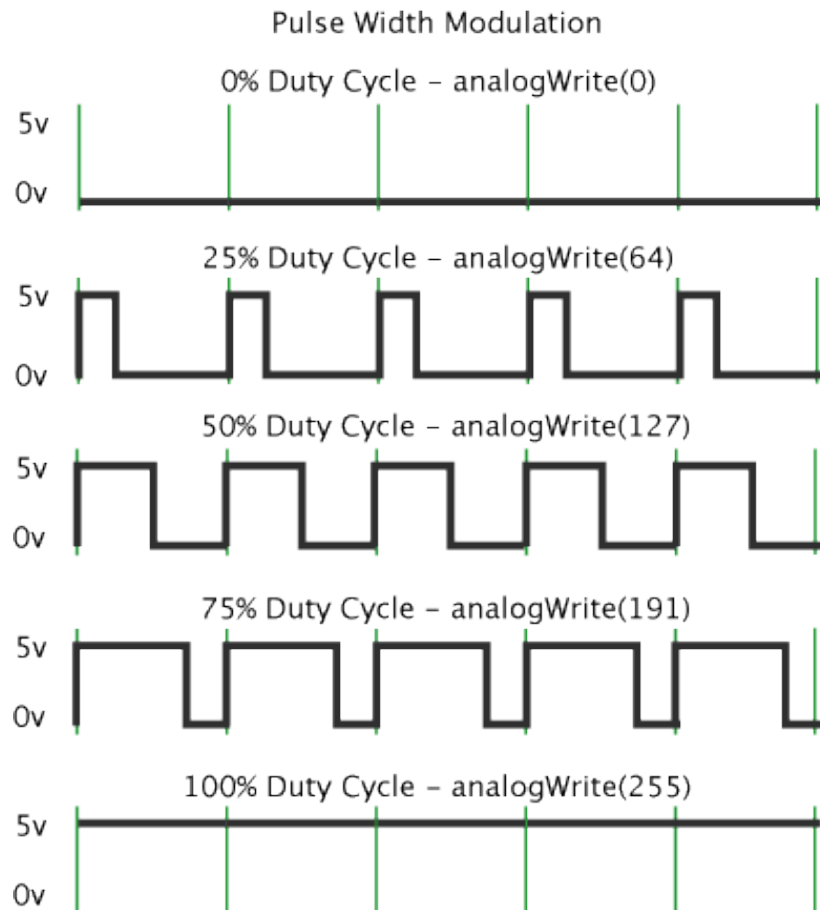 Pulse Width Modulation
0% Duty Cycle – analogWrite(0)
5v
0v
25% Duty Cycle – analogWrite(64)
5v
0v
50% Duty Cycle – analogWrite(127)
5v
0v
75% Duty Cycle – analogWrite(191)
5v
0v
100% Duty Cycle – analogWrite(255)
5v
0v